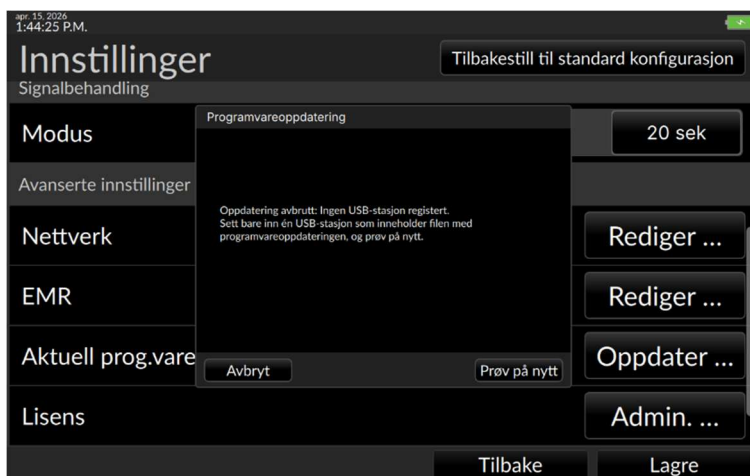 apr. 15, 2026
1:44:25 P.M.
Innstillinger
Tilbakestill til standard konfigurasjon
Signalbehandling
Modus
20 sek
Avanserte innstillinger
Nettverk
Rediger ...
EMR
Rediger ...
Aktuell prog.vare
Oppdater ...
Lisens
Admin. ...
Programvareoppdatering
Oppdatering avbrutt: Ingen USB-stasjon registert.
Sett bare inn én USB-stasjon som inneholder filen med
programvareoppdateringen, og prøv på nytt.
Avbryt
Prøv på nytt
Tilbake
Lagre